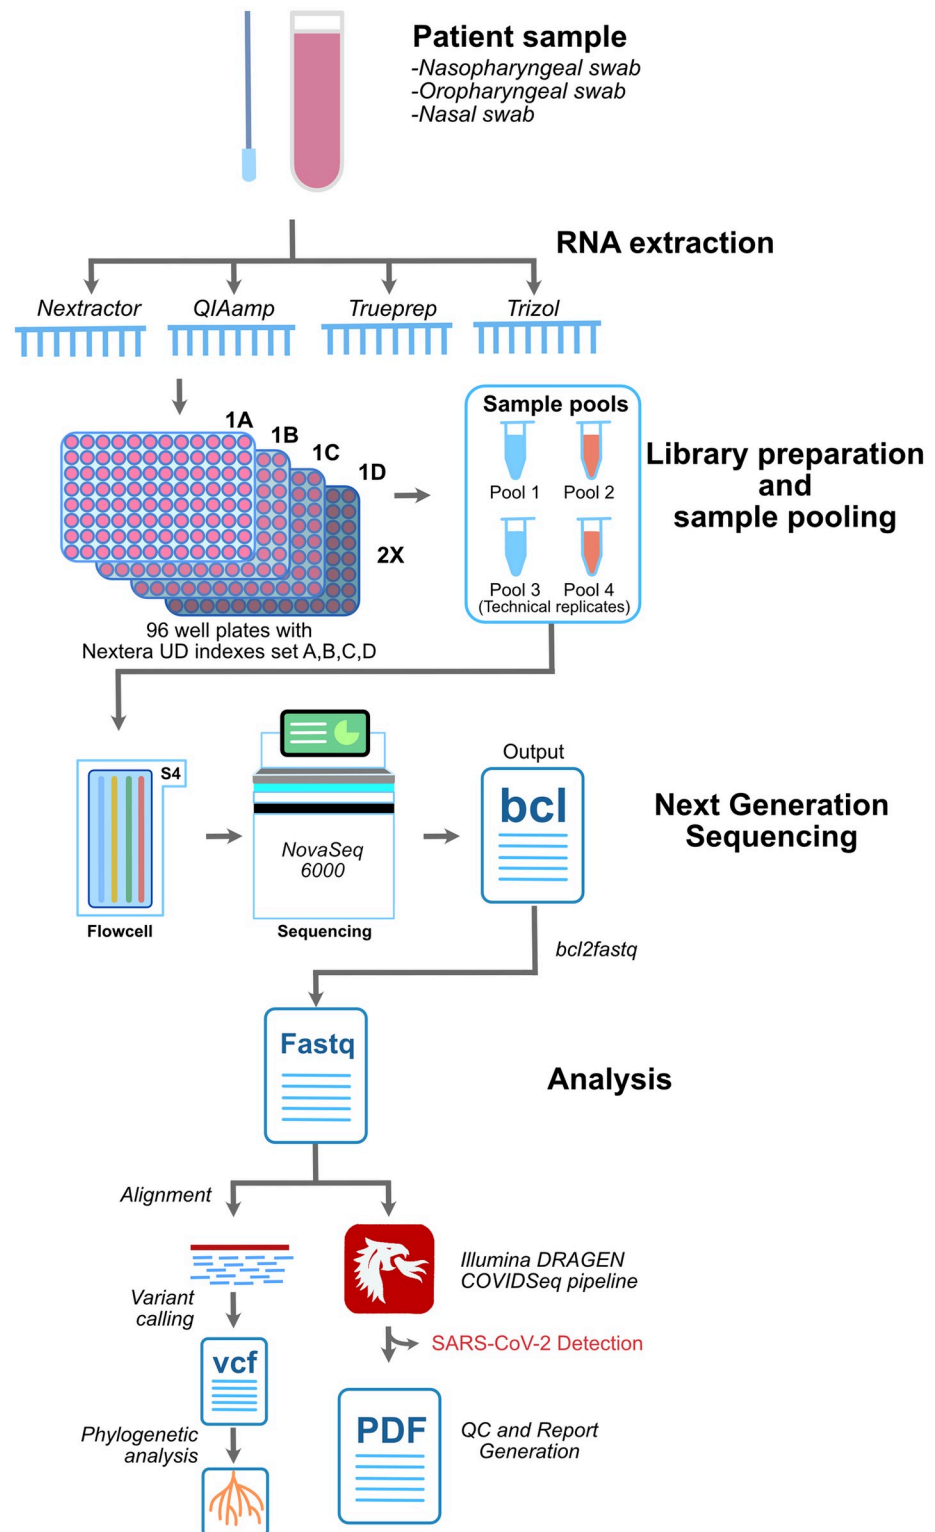 Patient sample
-Nasopharyngeal swab
-Oropharyngeal swab
-Nasal swab
RNA extraction
Nextractor
QIAamp
Trueprep
Trizol
1A
1B
1C
1D
2X
96 well plates with
Nextera UD indexes set A,B,C,D
Sample pools
Pool 1
Pool 2
Pool 3
Pool 4
(Technical replicates)
Library preparation
and
sample pooling
S4
Flowcell
NovaSeq
6000
Sequencing
Output
bcl
Next Generation
Sequencing
bcl2fastq
Fastq
Analysis
Alignment
Illumina DRAGEN
COVIDSeq pipeline
Variant
calling
SARS-CoV-2 Detection
vcf
PDF
QC and Report
Generation
Phylogenetic
analysis